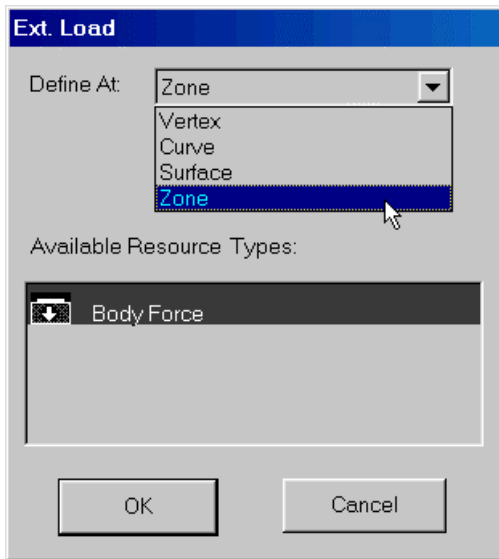 Ext. Load
Define At: Zone
Vertex
Curve
Surface
Zone
Available Resource Types:
Body Force
OK Cancel